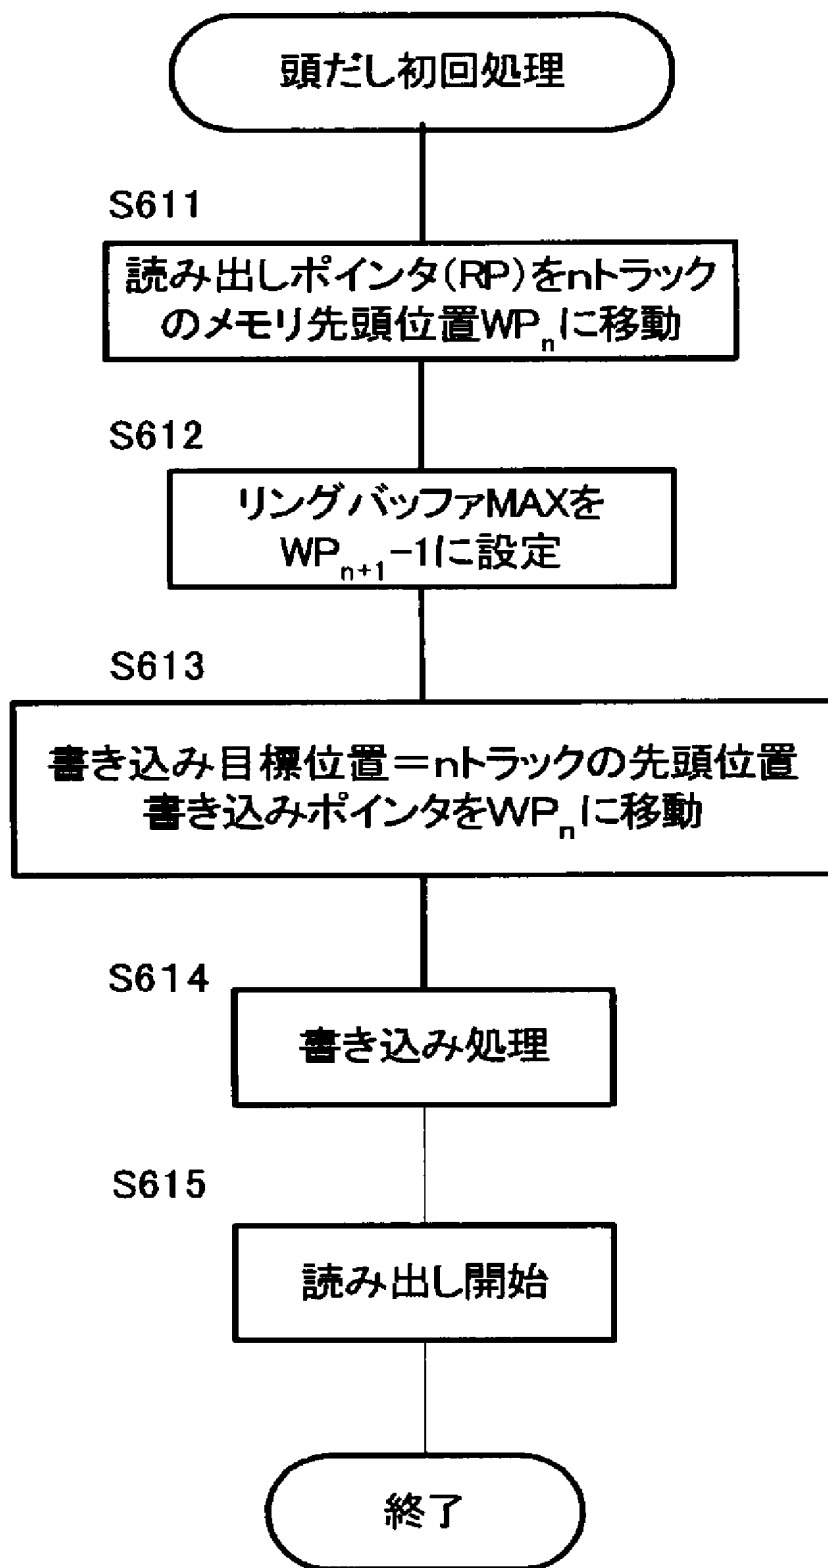 頭だし初回処理
S611
読み出しポインタ(RP)をnトラック
のメモリ先頭位置WPnに移動
S612
リングバッファMAXを
WPn+1-1に設定
S613
書き込み目標位置=nトラックの先頭位置
書き込みポインタをWPnに移動
S614
書き込み処理
S615
読み出し開始
終了